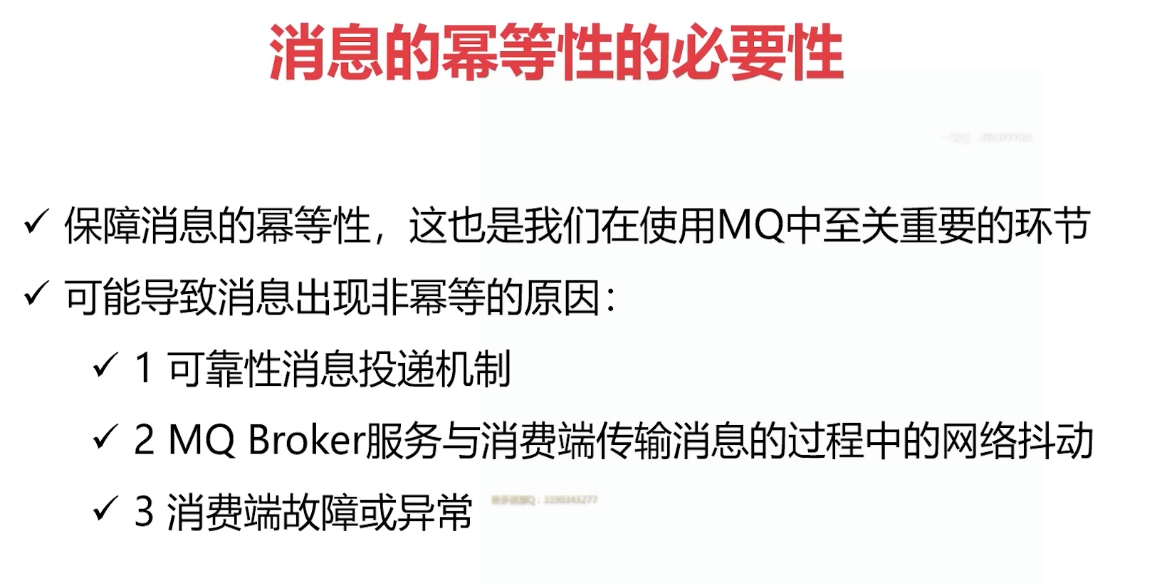 消息的幂等性的必要性
保障消息的幂等性，这也是我们在使用MQ中至关重要的环节
可能导致消息出现非幂等的原因：
1 可靠性消息投递机制
2 MQ Broker服务与消费端传输消息的过程中的网络抖动
3 消费端故障或异常